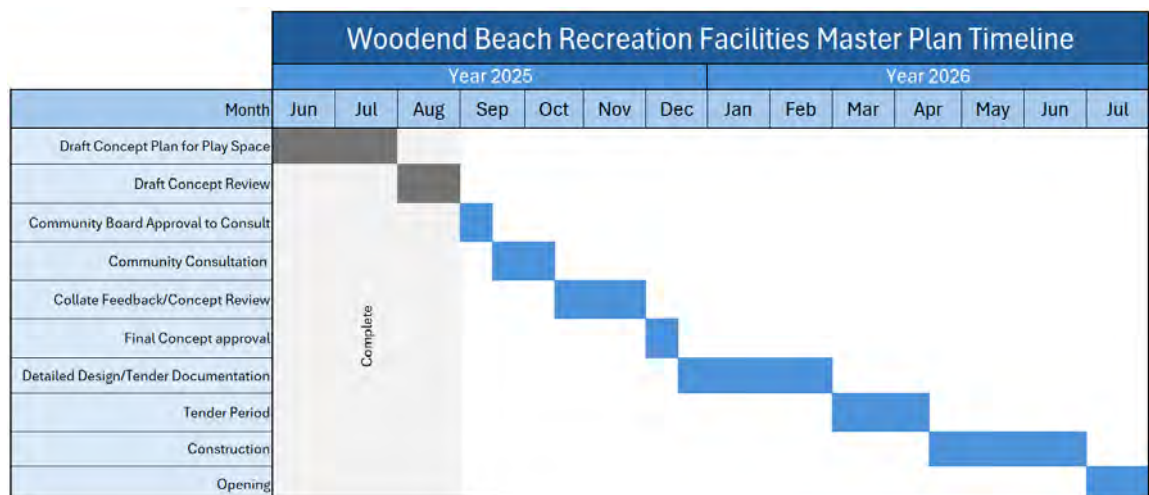 Woodend Beach Recreation Facilities Master Plan Timeline
Year 2025 Year 2026
Month Jun Jul Aug Sep Oct Nov Dec Jan Feb Mar Apr May Jun Jul
Draft Concept Plan for Play Space
Draft Concept Review
Community Board Approval to Consult
Community Consultation
Collate Feedback/Concept Review
Final Concept approval
Detailed Design/Tender Documentation
Tender Period
Construction
Opening
Complete